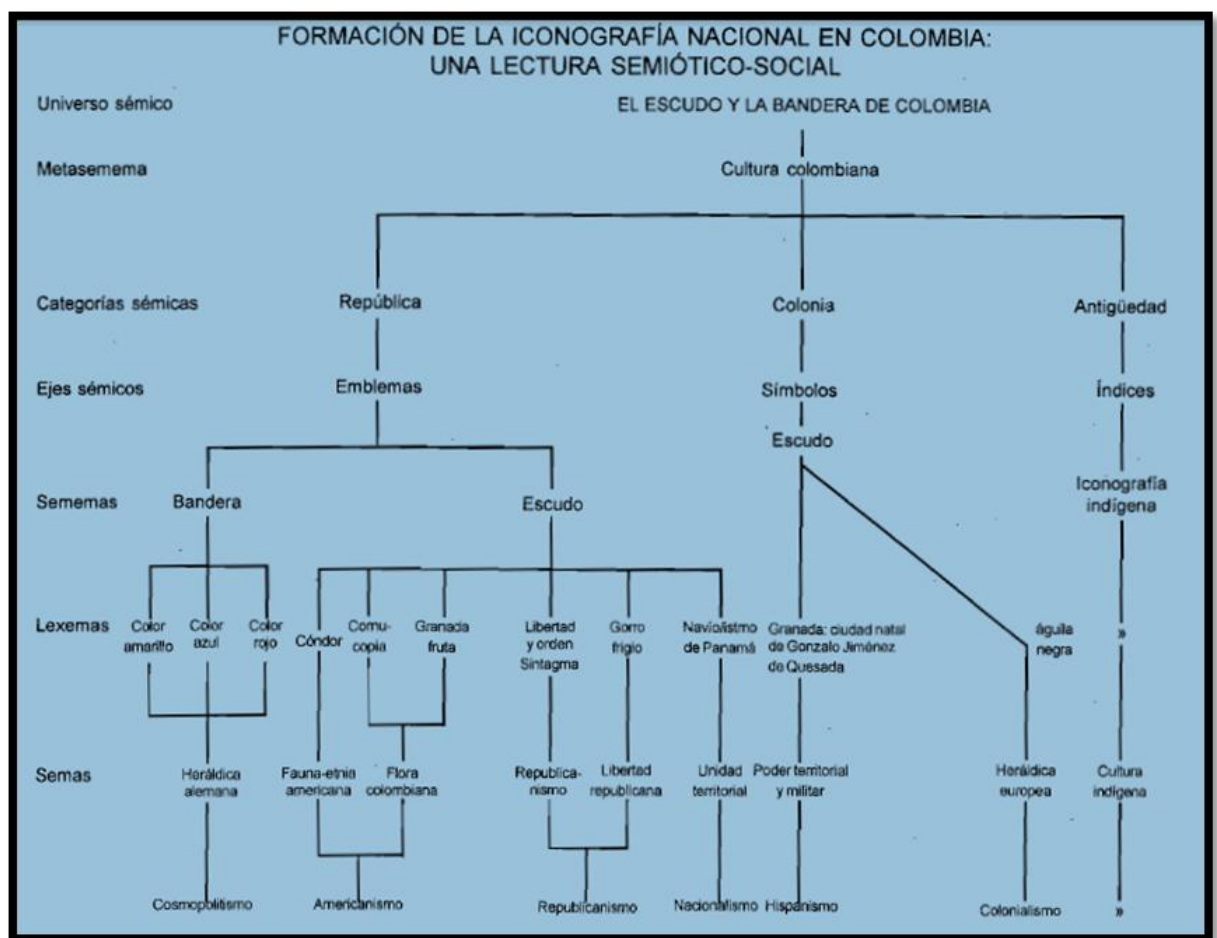 FORMACIÓN DE LA ICONOGRAFÍA NACIONAL EN COLOMBIA:
UNA LECTURA SEMIÓTICO-SOCIAL
Universo sémico
EL ESCUDO Y LA BANDERA DE COLOMBIA
Metasemema
Cultura colombiana
Categorías sémicas
República
Colonia
Antigüedad
Ejes sémicos
Emblemas
Símbolos
Índices
Escudo
Sememas
Bandera
Escudo
Iconografía
indígena
Lexemas
Color
amarillo
Color
azul
Color
rojo
Cóndor
Cornu-
copia
Granada
fruta
Libertad
y orden
Sintagma
Gorro
frigio
Navío/istmo
de Panamá
Granada: ciudad natal
de Gonzalo Jiménez
de Quesada
águila
negra
»
Semas
Heráldica
alemana
Fauna-etnia
americana
Flora
colombiana
Republica-
nismo
Libertad
republicana
Unidad
territorial
Poder territorial
y militar
Heráldica
europea
Cultura
indígena
Cosmopolitismo
Americanismo
Republicanismo
Nacionalismo
Hispanismo
Colonialismo
»